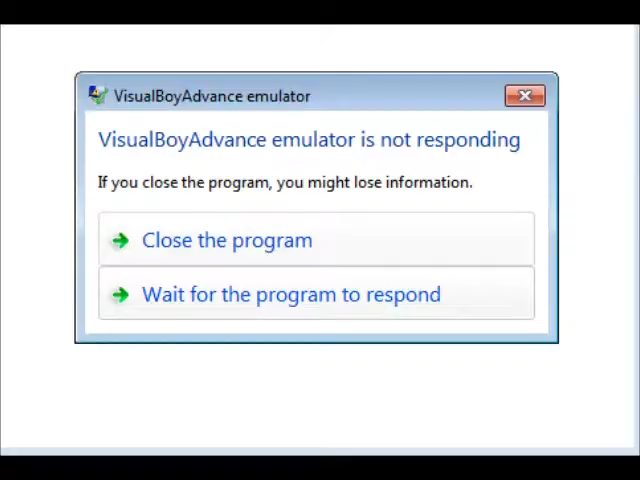 VisualBoyAdvance emulator
VisualBoyAdvance emulator is not responding
If you close the program, you might lose information.
Close the program
Wait for the program to respond